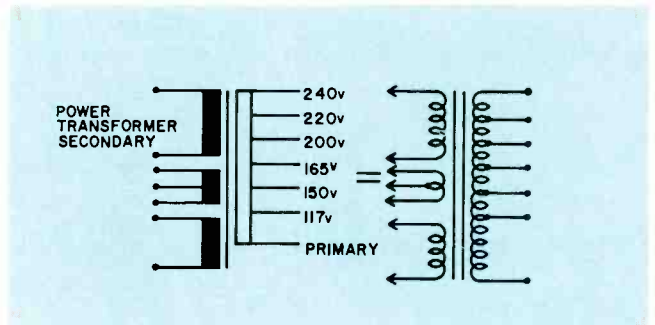 POWER
TRANSFORMER
SECONDARY
240v
220v
200v
165v
150v
117v
PRIMARY